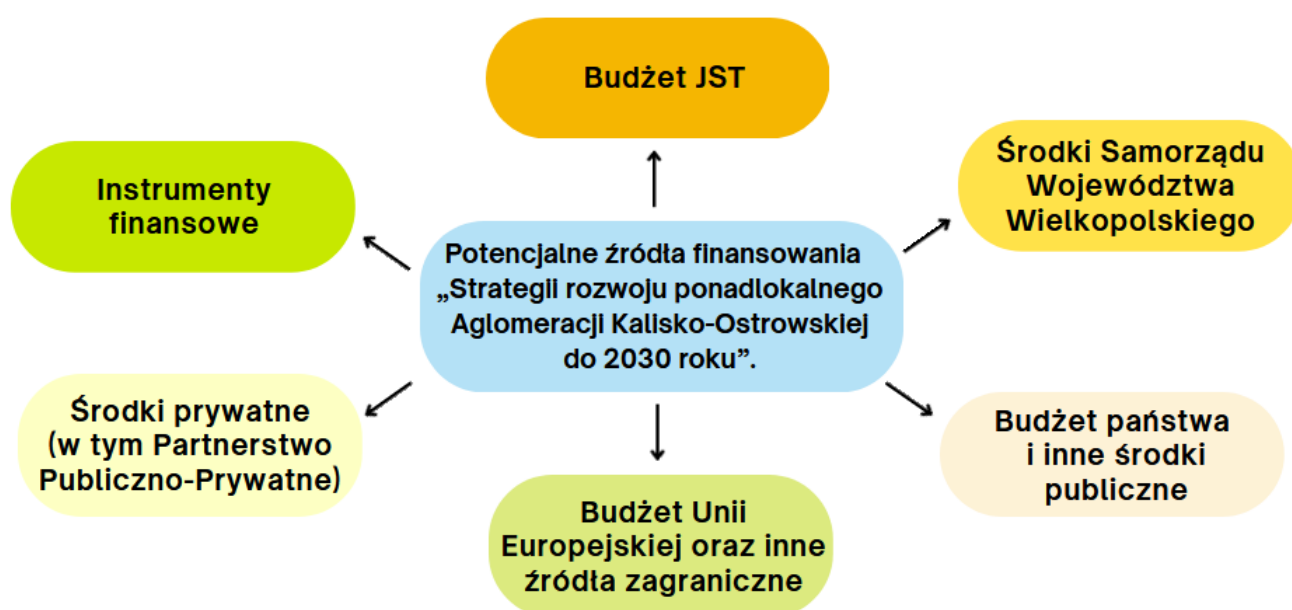 Budżet JST
Instrumenty
finansowe
Środki Samorządu
Województwa
Wielkopolskiego
Potencjalne źródła finansowania
„Strategii rozwoju ponadlokalnego
Aglomeracji Kalisko-Ostrowskiej
do 2030 roku”.
Środki prywatne
(w tym Partnerstwo
Publiczno-Prywatne)
Budżet państwa
i inne środki
publiczne
Budżet Unii
Europejskiej oraz inne
źródła zagraniczne